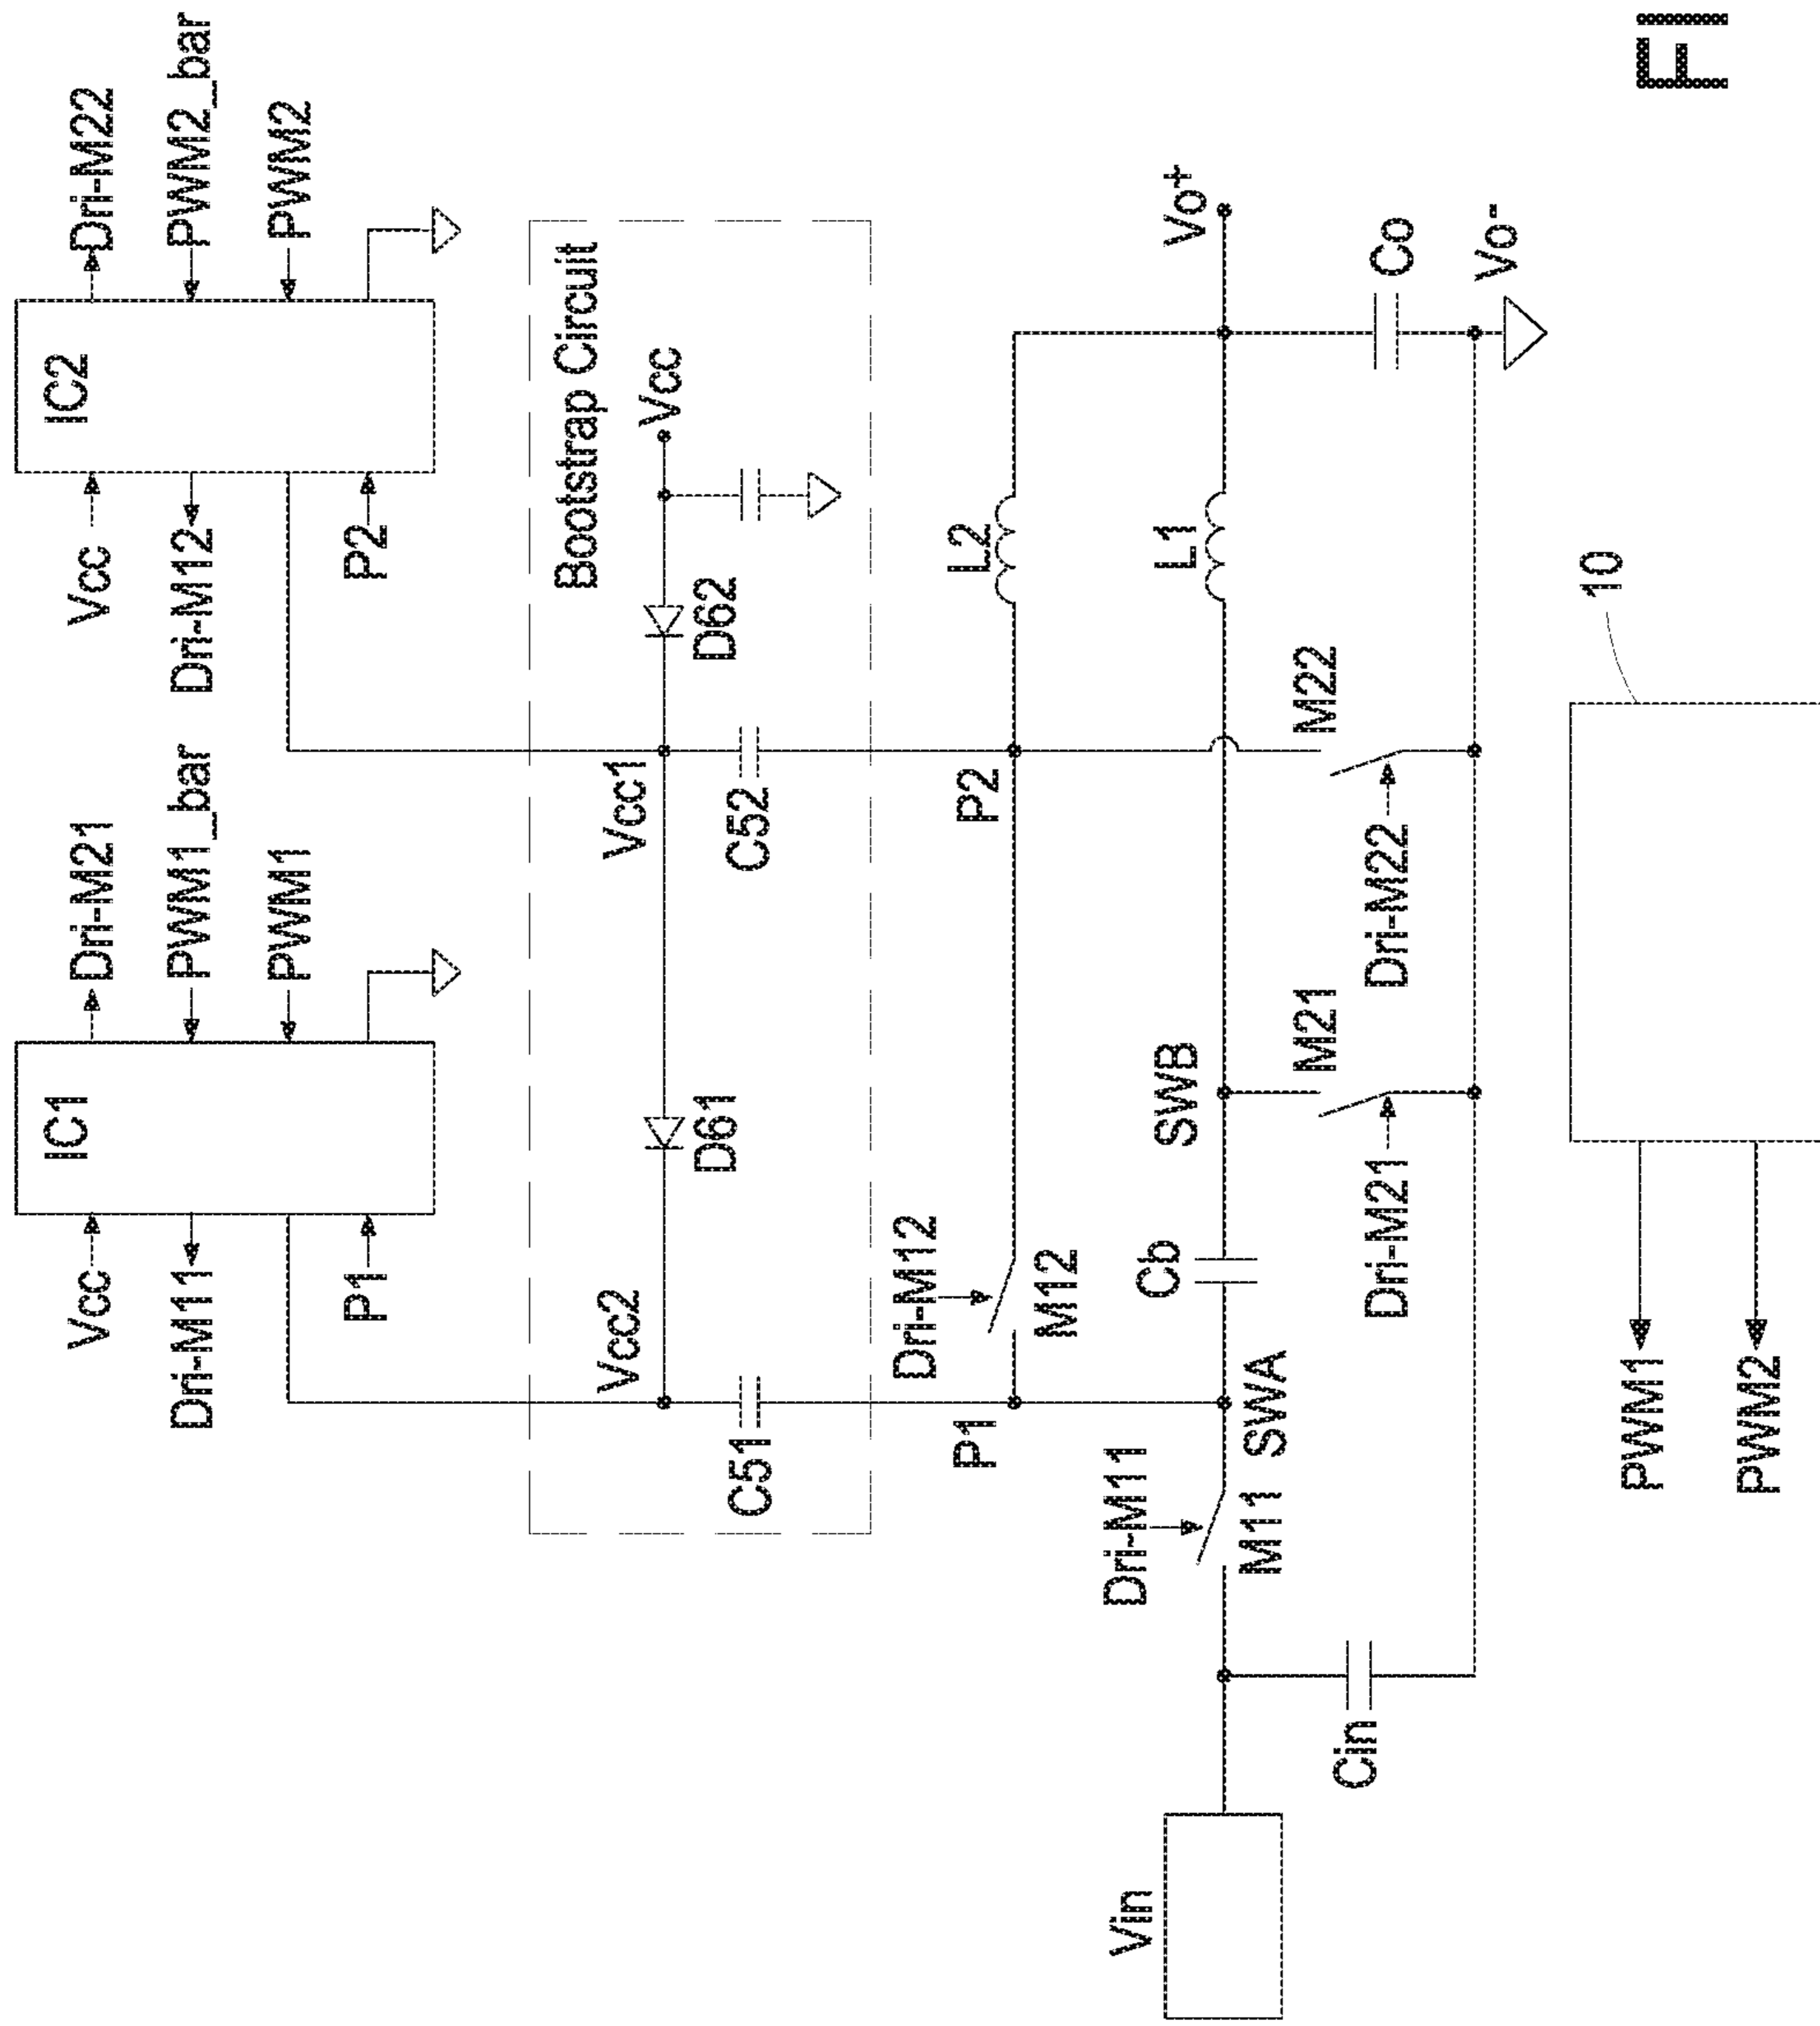 IC1
Vcc
Dri-M21
Dri-M11
PWM1_bar
PWM1
P1
IC2
Vcc
Dri-M22
Dri-M12
PWM2_bar
PWM2
P2
Bootstrap Circuit
Vcc2
D61
Vcc1
D62
Vcc
C51
C52
Dri-M12
P1
M12
P2
L2
Dri-M11
Vin
M11
SWA
Cb
SWB
L1
Vo+
Cin
Dri-M21
M21
Dri-M22
M22
Co
Vo-
PWM1
PWM2
10
FI